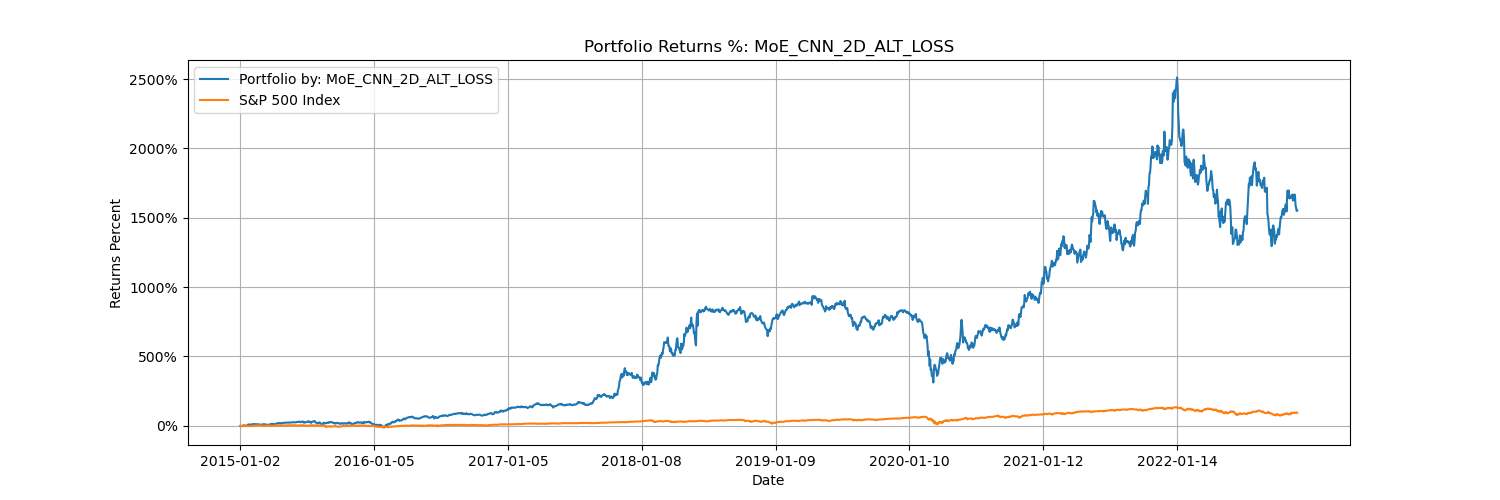 Portfolio Returns %: MoE_CNN_2D_ALT_LOSS
Portfolio by: MoE_CNN_2D_ALT_LOSS
S&P 500 Index
2500%
2000%
1500%
1000%
500%
0%
Returns Percent
2015-01-02 2016-01-05 2017-01-05 2018-01-08 2019-01-09 2020-01-10 2021-01-12 2022-01-14
Date